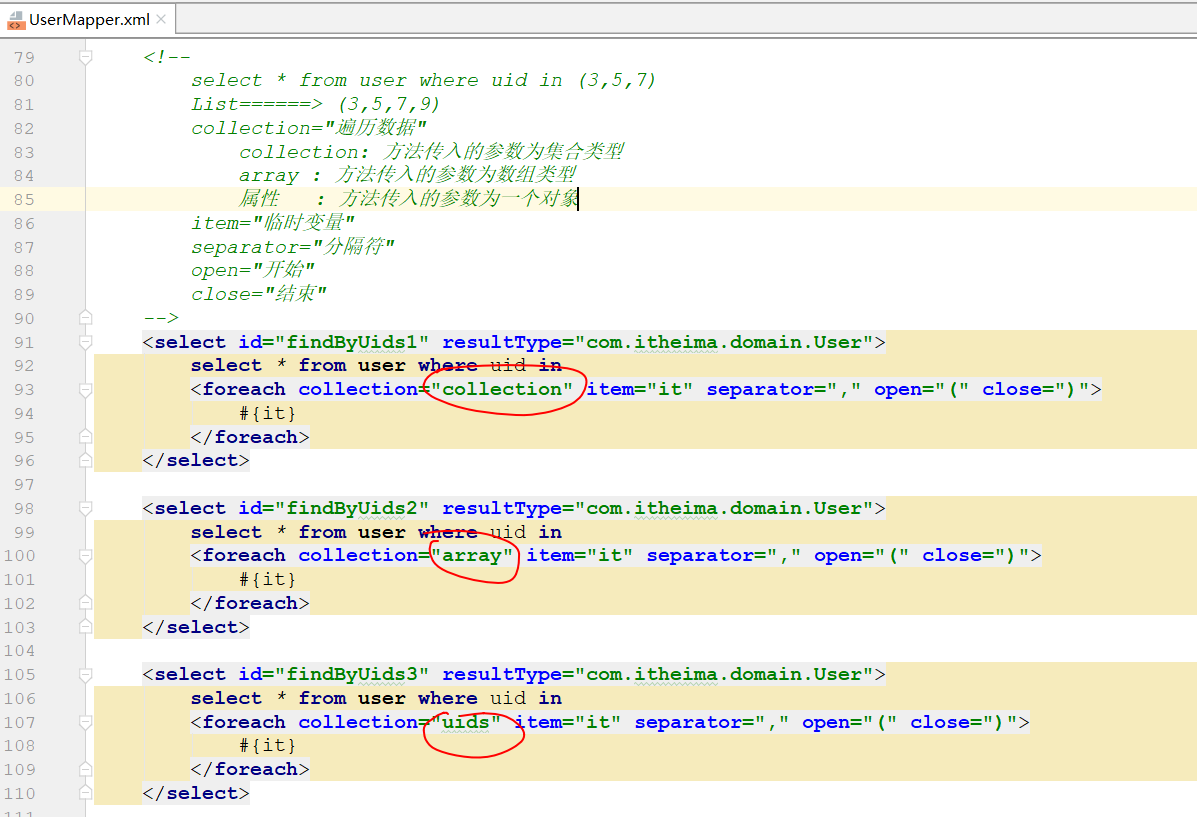 UserMapper.xml
79 <!--
80 select * from user where uid in (3,5,7)
81 List======> (3,5,7,9)
82 collection="遍历数据"
83 collection: 方法传入的参数为集合类型
84 array : 方法传入的参数为数组类型
85 属性 : 方法传入的参数为一个对象
86 item="临时变量"
87 separator="分隔符"
88 open="开始"
89 close="结束"
90 -->
91 <select id="findByUids1" resultType="com.itheima.domain.User">
92 select * from user where uid in
93 <foreach collection="collection" item="it" separator="," open="(" close=")">
94 #{it}
95 </foreach>
96 </select>
97
98 <select id="findByUids2" resultType="com.itheima.domain.User">
99 select * from user where uid in
100 <foreach collection="array" item="it" separator="," open="(" close=")">
101 #{it}
102 </foreach>
103 </select>
104
105 <select id="findByUids3" resultType="com.itheima.domain.User">
106 select * from user where uid in
107 <foreach collection="uids" item="it" separator="," open="(" close=")">
108 #{it}
109 </foreach>
110 </select>
111